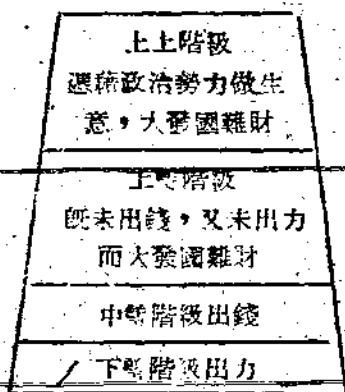 上上階級
憑藉政治勢力做生
意，大發國難財
上等階級
既未出錢，又未出力
而大發國難財
中等階級出錢
下等階級出力